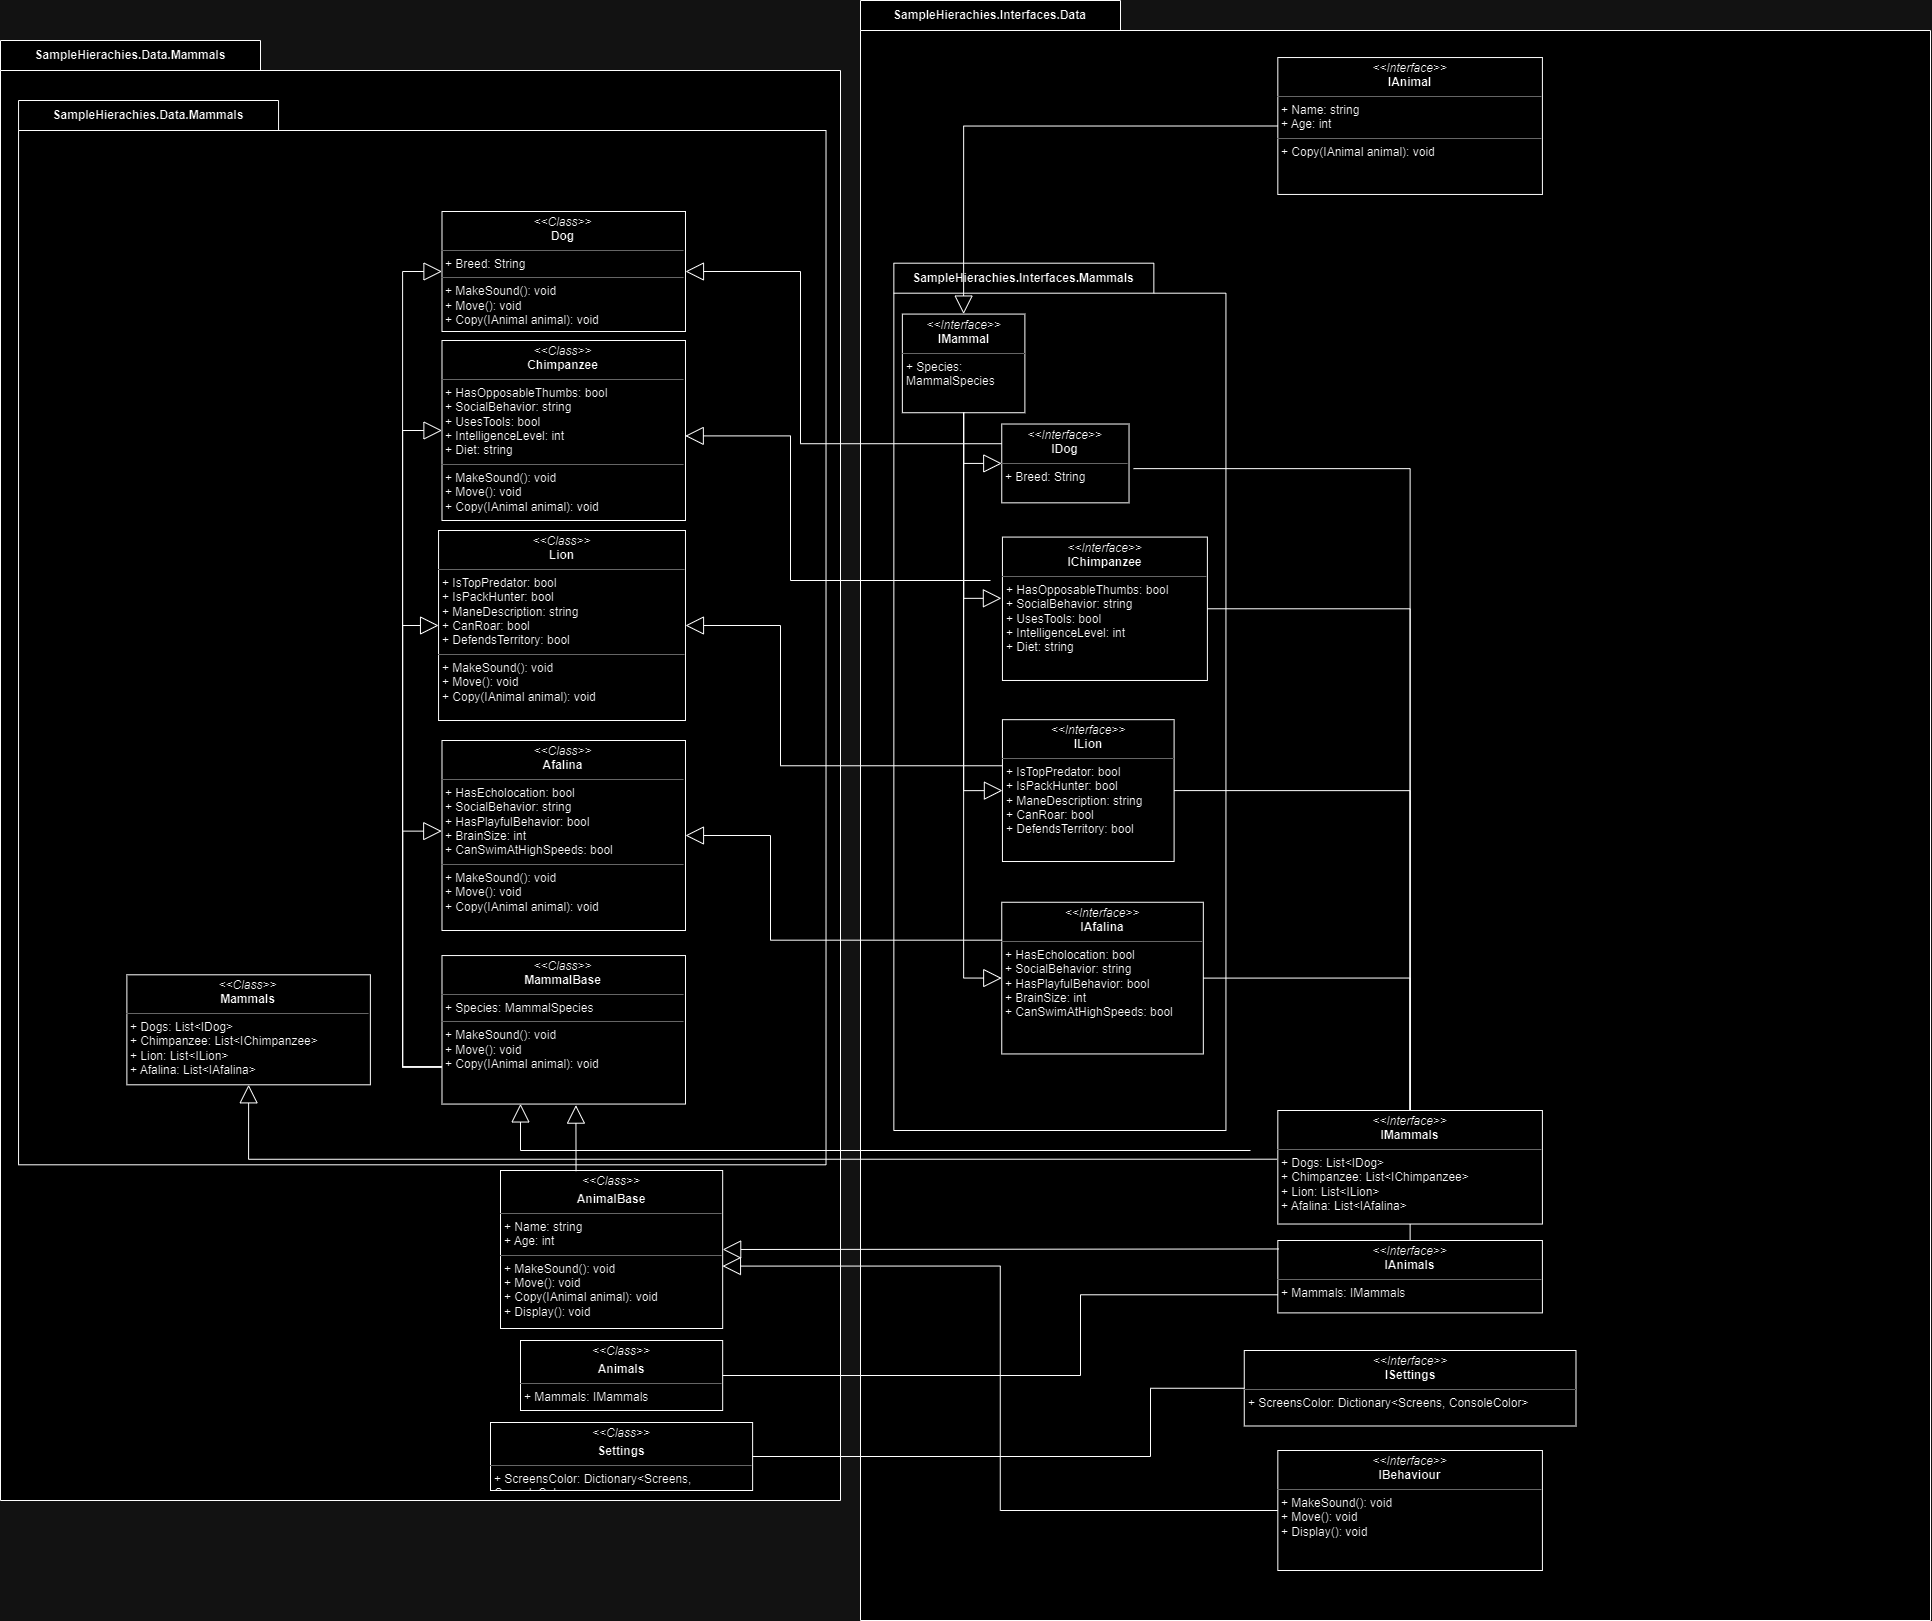 SampleHierachies.Data.Mammals
SampleHierachies.Data.Mammals
<<Class>>
Dog
+ Breed: String
+ MakeSound(): void
+ Move(): void
+ Copy(IAnimal animal): void
<<Class>>
Chimpanzee
+ HasOpposableThumbs: bool
+ SocialBehavior: string
+ UsesTools: bool
+ IntelligenceLevel: int
+ Diet: string
+ MakeSound(): void
+ Move(): void
+ Copy(IAnimal animal): void
<<Class>>
Lion
+ IsTopPredator: bool
+ IsPackHunter: bool
+ ManeDescription: string
+ CanRoar: bool
+ DefendsTerritory: bool
+ MakeSound(): void
+ Move(): void
+ Copy(IAnimal animal): void
<<Class>>
Afalina
+ HasEcholocation: bool
+ SocialBehavior: string
+ HasPlayfulBehavior: bool
+ BrainSize: int
+ CanSwimAtHighSpeeds: bool
+ MakeSound(): void
+ Move(): void
+ Copy(IAnimal animal): void
<<Class>>
Mammals
+ Dogs: List<IDog>
+ Chimpanzee: List<IChimpanzee>
+ Lion: List<ILion>
+ Afalina: List<IAfalina>
<<Class>>
MammalBase
+ Species: MammalSpecies
+ MakeSound(): void
+ Move(): void
+ Copy(IAnimal animal): void
<<Class>>
AnimalBase
+ Name: string
+ Age: int
+ MakeSound(): void
+ Move(): void
+ Copy(IAnimal animal): void
+ Display(): void
<<Class>>
Animals
+ Mammals: IMammals
<<Class>>
Settings
+ ScreensColor: Dictionary<Screens,
SampleHierachies.Interfaces.Data
<<Interface>>
IAnimal
+ Name: string
+ Age: int
+ Copy(IAnimal animal): void
SampleHierachies.Interfaces.Mammals
<<Interface>>
IMammal
+ Species:
MammalSpecies
<<Interface>>
IDog
+ Breed: String
<<Interface>>
IChimpanzee
+ HasOpposableThumbs: bool
+ SocialBehavior: string
+ UsesTools: bool
+ IntelligenceLevel: int
+ Diet: string
<<Interface>>
ILion
+ IsTopPredator: bool
+ IsPackHunter: bool
+ ManeDescription: string
+ CanRoar: bool
+ DefendsTerritory: bool
<<Interface>>
IAfalina
+ HasEcholocation: bool
+ SocialBehavior: string
+ HasPlayfulBehavior: bool
+ BrainSize: int
+ CanSwimAtHighSpeeds: bool
<<Interface>>
IMammals
+ Dogs: List<IDog>
+ Chimpanzee: List<IChimpanzee>
+ Lion: List<ILion>
+ Afalina: List<IAfalina>
<<Interface>>
IAnimals
+ Mammals: IMammals
<<Interface>>
ISettings
+ ScreensColor: Dictionary<Screens, ConsoleColor>
<<Interface>>
IBehaviour
+ MakeSound(): void
+ Move(): void
+ Display(): void